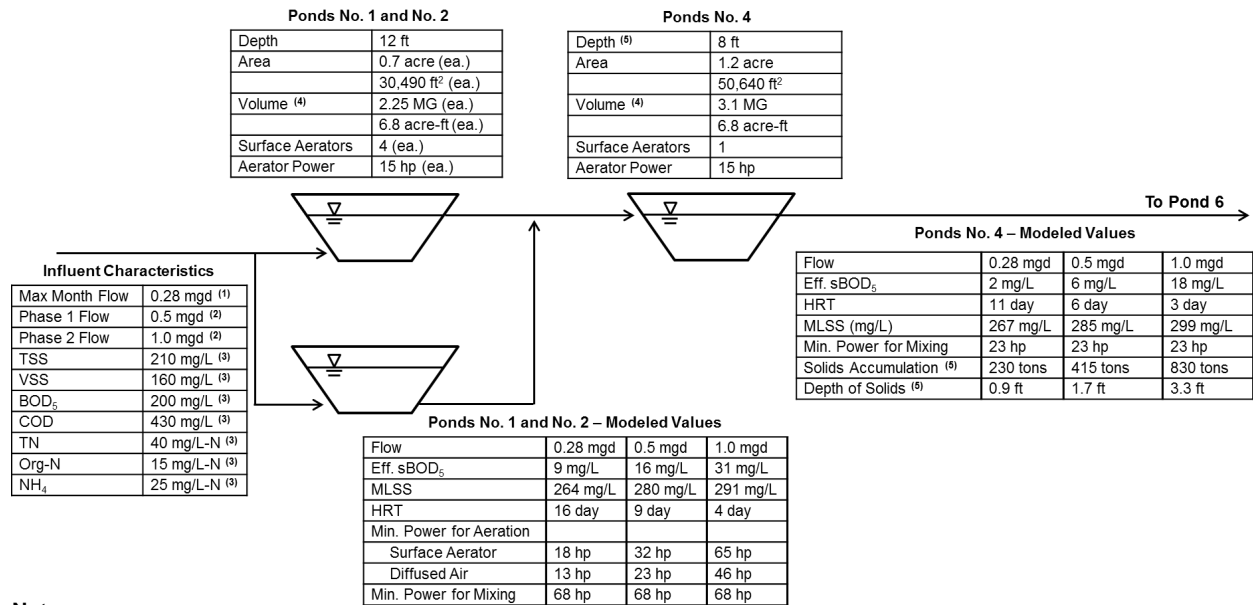 Ponds No. 1 and No. 2
Depth 12 ft
Area 0.7 acre (ea.)
30,490 ft² (ea.)
Volume (4) 2.25 MG (ea.)
6.8 acre-ft (ea.)
Surface Aerators 4 (ea.)
Aerator Power 15 hp (ea.)
Ponds No. 4
Depth (5) 8 ft
Area 1.2 acre
50,640 ft²
Volume (4) 3.1 MG
6.8 acre-ft
Surface Aerators 1
Aerator Power 15 hp
To Pond 6
Influent Characteristics
Max Month Flow 0.28 mgd (1)
Phase 1 Flow 0.5 mgd (2)
Phase 2 Flow 1.0 mgd (2)
TSS 210 mg/L (3)
VSS 160 mg/L (3)
BOD₅ 200 mg/L (3)
COD 430 mg/L (3)
TN 40 mg/L-N (3)
Org-N 15 mg/L-N (3)
NH₄ 25 mg/L-N (3)
Ponds No. 4 – Modeled Values
Flow 0.28 mgd 0.5 mgd 1.0 mgd
Eff. sBOD₅ 2 mg/L 6 mg/L 18 mg/L
HRT 11 day 6 day 3 day
MLSS (mg/L) 267 mg/L 285 mg/L 299 mg/L
Min. Power for Mixing 23 hp 23 hp 23 hp
Solids Accumulation (5) 230 tons 415 tons 830 tons
Depth of Solids (5) 0.9 ft 1.7 ft 3.3 ft
Ponds No. 1 and No. 2 – Modeled Values
Flow 0.28 mgd 0.5 mgd 1.0 mgd
Eff. sBOD₅ 9 mg/L 16 mg/L 31 mg/L
MLSS 264 mg/L 280 mg/L 291 mg/L
HRT 16 day 9 day 4 day
Min. Power for Aeration
Surface Aerator 18 hp 32 hp 65 hp
Diffused Air 13 hp 23 hp 46 hp
Min. Power for Mixing 68 hp 68 hp 68 hp